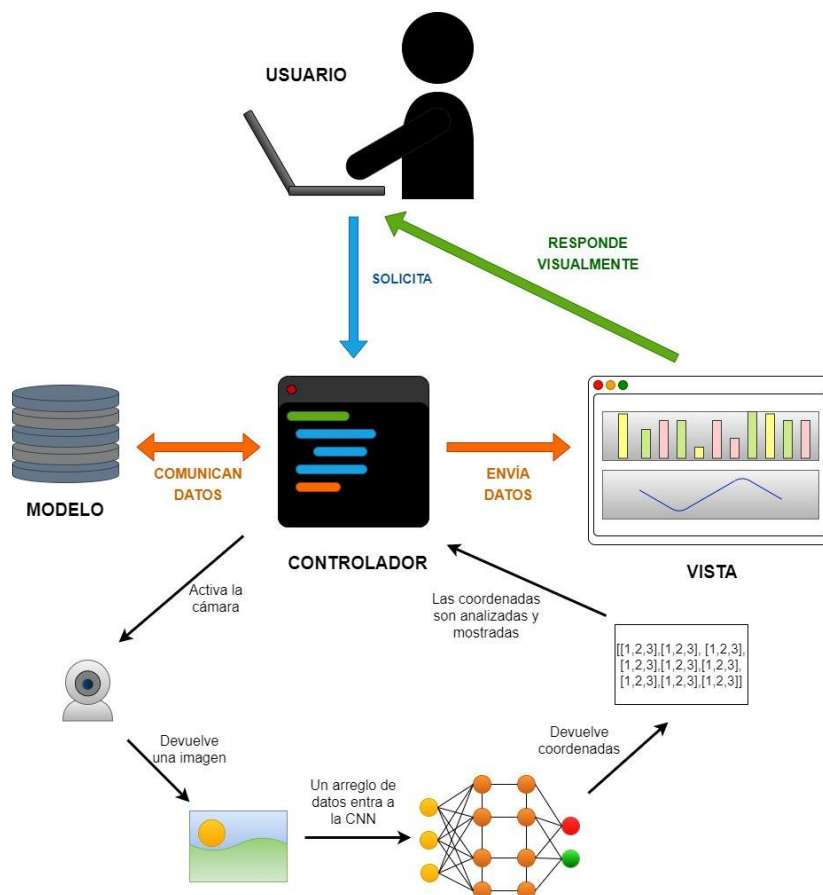 USUARIO
RESPONDE
VISUALMENTE
SOLICITA
COMUNICAN
DATOS
ENVÍA
DATOS
MODELO
CONTROLADOR
VISTA
Activa la
cámara
Las coordenadas
son analizadas y
mostradas
[[1,2,3],[1,2,3], [1,2,3],
[1,2,3],[1,2,3],[1,2,3],
[1,2,3],[1,2,3],[1,2,3]]
Devuelve
una imagen
Un arreglo de
datos entra a
la CNN
Devuelve
coordenadas